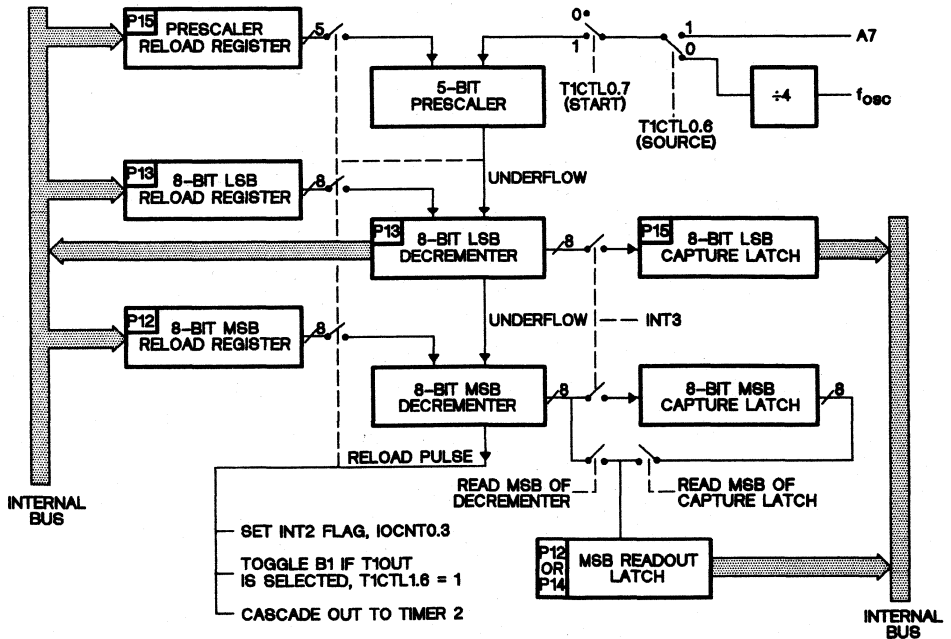 P15
PRESCALER
RELOAD REGISTER
5
0
1
T1CTL0.7
(START)
1
0
T1CTL0.6
(SOURCE)
A7
÷4
fosc
5-BIT
PRESCALER
UNDERFLOW
P13
8-BIT LSB
RELOAD REGISTER
8
P13
8-BIT LSB
DECREMENTER
8
P15
8-BIT LSB
CAPTURE LATCH
UNDERFLOW
INT3
P12
8-BIT MSB
RELOAD REGISTER
8
8-BIT MSB
DECREMENTER
8
8-BIT MSB
CAPTURE LATCH
8
RELOAD PULSE
READ MSB OF
DECREMENTER
READ MSB OF
CAPTURE LATCH
INTERNAL
BUS
SET INT2 FLAG, IOCNT0.3
TOGGLE B1 IF T1OUT
IS SELECTED, T1CTL1.6 = 1
CASCADE OUT TO TIMER 2
P12
OR
P14
MSB READOUT
LATCH
INTERNAL
BUS